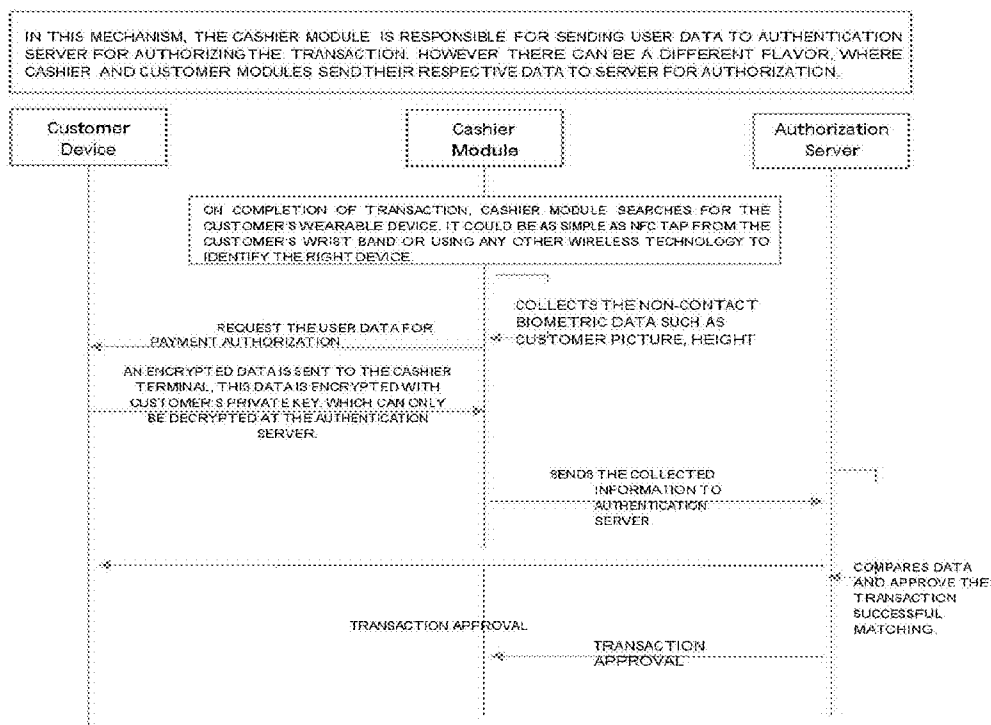 IN THIS MECHANISM, THE CASHIER MODULE IS RESPONSIBLE FOR SENDING USER DATA TO AUTHENTICATION
SERVER FOR AUTHORIZING THE TRANSACTION. HOWEVER THERE CAN BE A DIFFERENT FLAVOR, WHERE
CASHIER AND CUSTOMER MODULES SEND THEIR RESPECTIVE DATA TO SERVER FOR AUTHORIZATION.
Customer
Device
Cashier
Module
Authorization
Server
ON COMPLETION OF TRANSACTION, CASHIER MODULE SEARCHES FOR THE
CUSTOMER'S WEARABLE DEVICE. IT COULD BE AS SIMPLE AS NFC TAP FROM THE
CUSTOMER'S WRIST BAND OR USING ANY OTHER WIRELESS TECHNOLOGY TO
IDENTIFY THE RIGHT DEVICE.
COLLECTS THE NON-CONTACT
BIOMETRIC DATA SUCH AS
CUSTOMER PICTURE, HEIGHT
REQUEST THE USER DATA FOR
PAYMENT AUTHORIZATION
AN ENCRYPTED DATA IS SENT TO THE CASHIER
TERMINAL, THIS DATA IS ENCRYPTED WITH
CUSTOMER'S PRIVATE KEY, WHICH CAN ONLY
BE DECRYPTED AT THE AUTHENTICATION
SERVER.
SENDS THE COLLECTED
INFORMATION TO
AUTHENTICATION
SERVER
COMPARES DATA
AND APPROVE THE
TRANSACTION
SUCCESSFUL
MATCHING.
TRANSACTION APPROVAL
TRANSACTION
APPROVAL